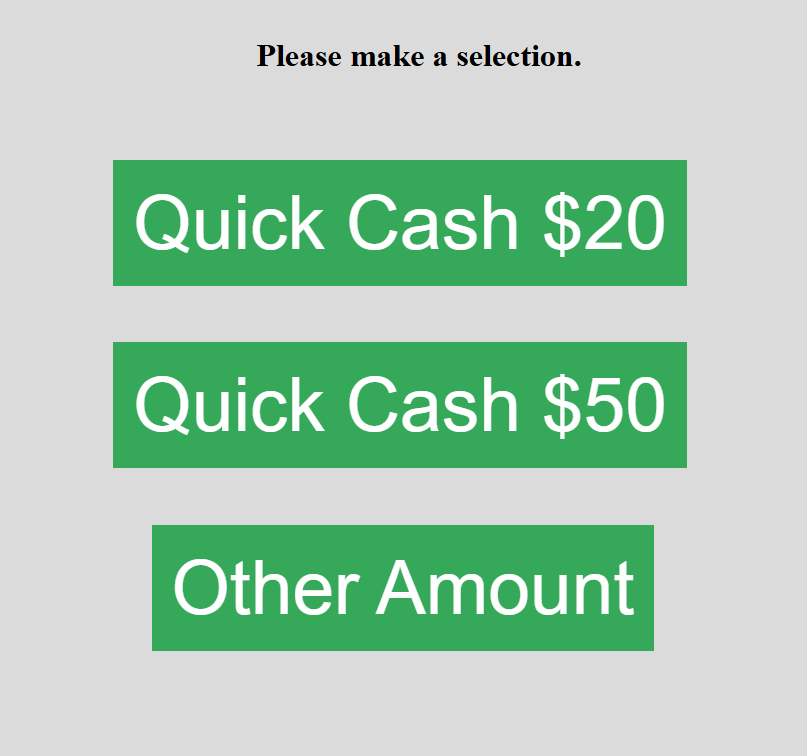 Please make a selection.
Quick Cash $20
Quick Cash $50
Other Amount